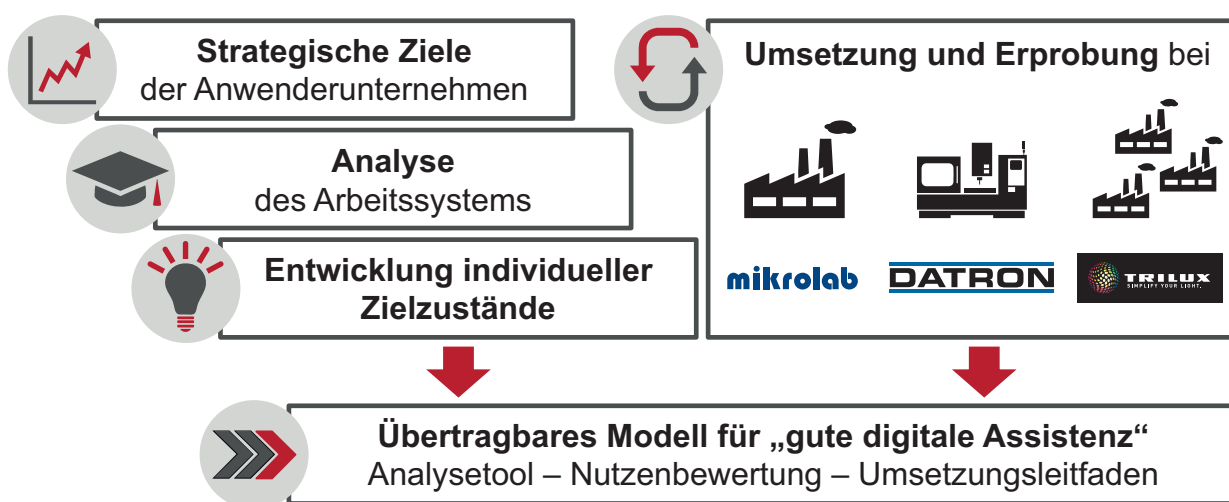 Strategische Ziele
der Anwenderunternehmen
Analyse
des Arbeitssystems
Entwicklung individueller
Zielzustände
Umsetzung und Erprobung bei
mikrolab
DATRON
TRILUX
SIMPLIFY YOUR LIGHT.
Übertragbares Modell für „gute digitale Assistenz“
Analysetool – Nutzenbewertung – Umsetzungsleitfaden